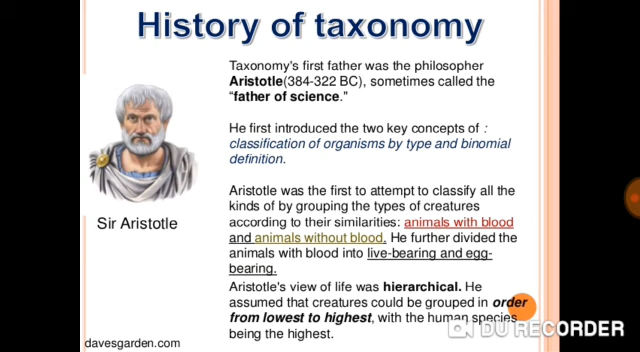 History of taxonomy
Taxonomy's first father was the philosopher
Aristotle(384-322 BC), sometimes called the
“father of science."
He first introduced the two key concepts of :
classification of organisms by type and binomial
definition.
Aristotle was the first to attempt to classify all the
kinds of by grouping the types of creatures
according to their similarities: animals with blood
and animals without blood. He further divided the
animals with blood into live-bearing and egg-
bearing.
Aristotle's view of life was hierarchical. He
assumed that creatures could be grouped in order
from lowest to highest, with the human species
being the highest.
Sir Aristotle
davesgarden.com
DU RECORDER